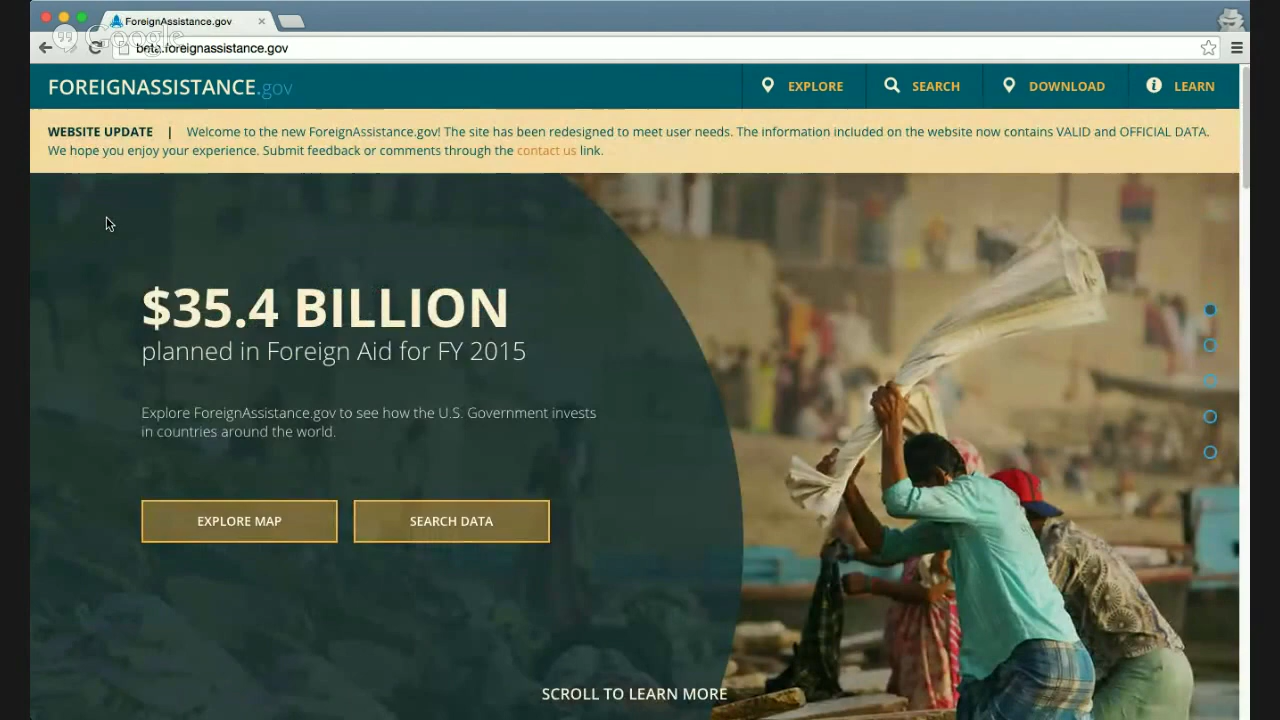 ForeignAssistance.gov
Google
beta.foreignassistance.gov
FOREIGNASSISTANCE.gov
EXPLORE
SEARCH
DOWNLOAD
LEARN
WEBSITE UPDATE | Welcome to the new ForeignAssistance.gov! The site has been redesigned to meet user needs. The information included on the website now contains VALID and OFFICIAL DATA.
We hope you enjoy your experience. Submit feedback or comments through the contact us link.
$35.4 BILLION
planned in Foreign Aid for FY 2015
Explore ForeignAssistance.gov to see how the U.S. Government invests
in countries around the world.
EXPLORE MAP
SEARCH DATA
SCROLL TO LEARN MORE